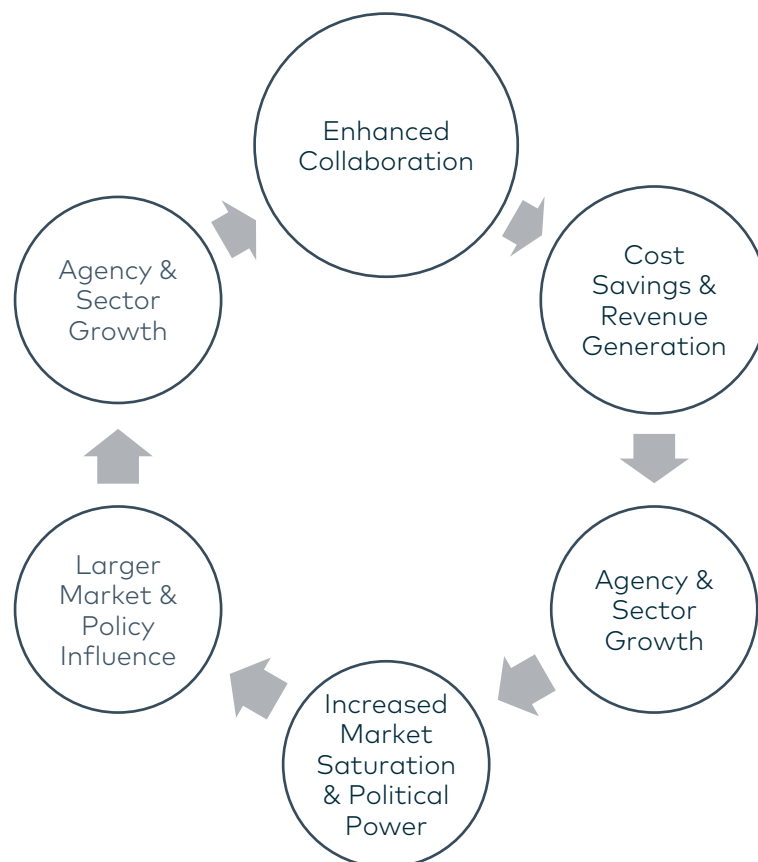 Enhanced
Collaboration
Cost
Savings &
Revenue
Generation
Agency &
Sector
Growth
Increased
Market
Saturation
& Political
Power
Larger
Market &
Policy
Influence
Agency &
Sector
Growth